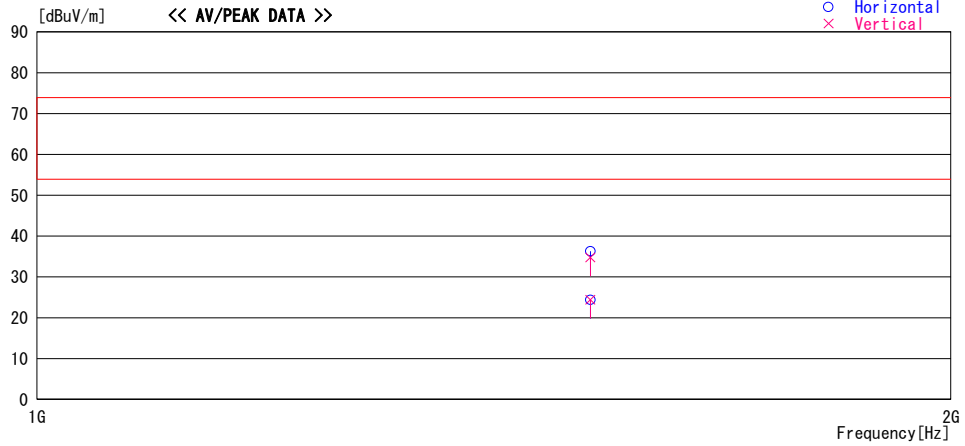 [dBuV/m] << AV/PEAK DATA >>
○ Horizontal
× Vertical
90
80
70
60
50
40
30
20
10
0
1G 2G
Frequency[Hz]